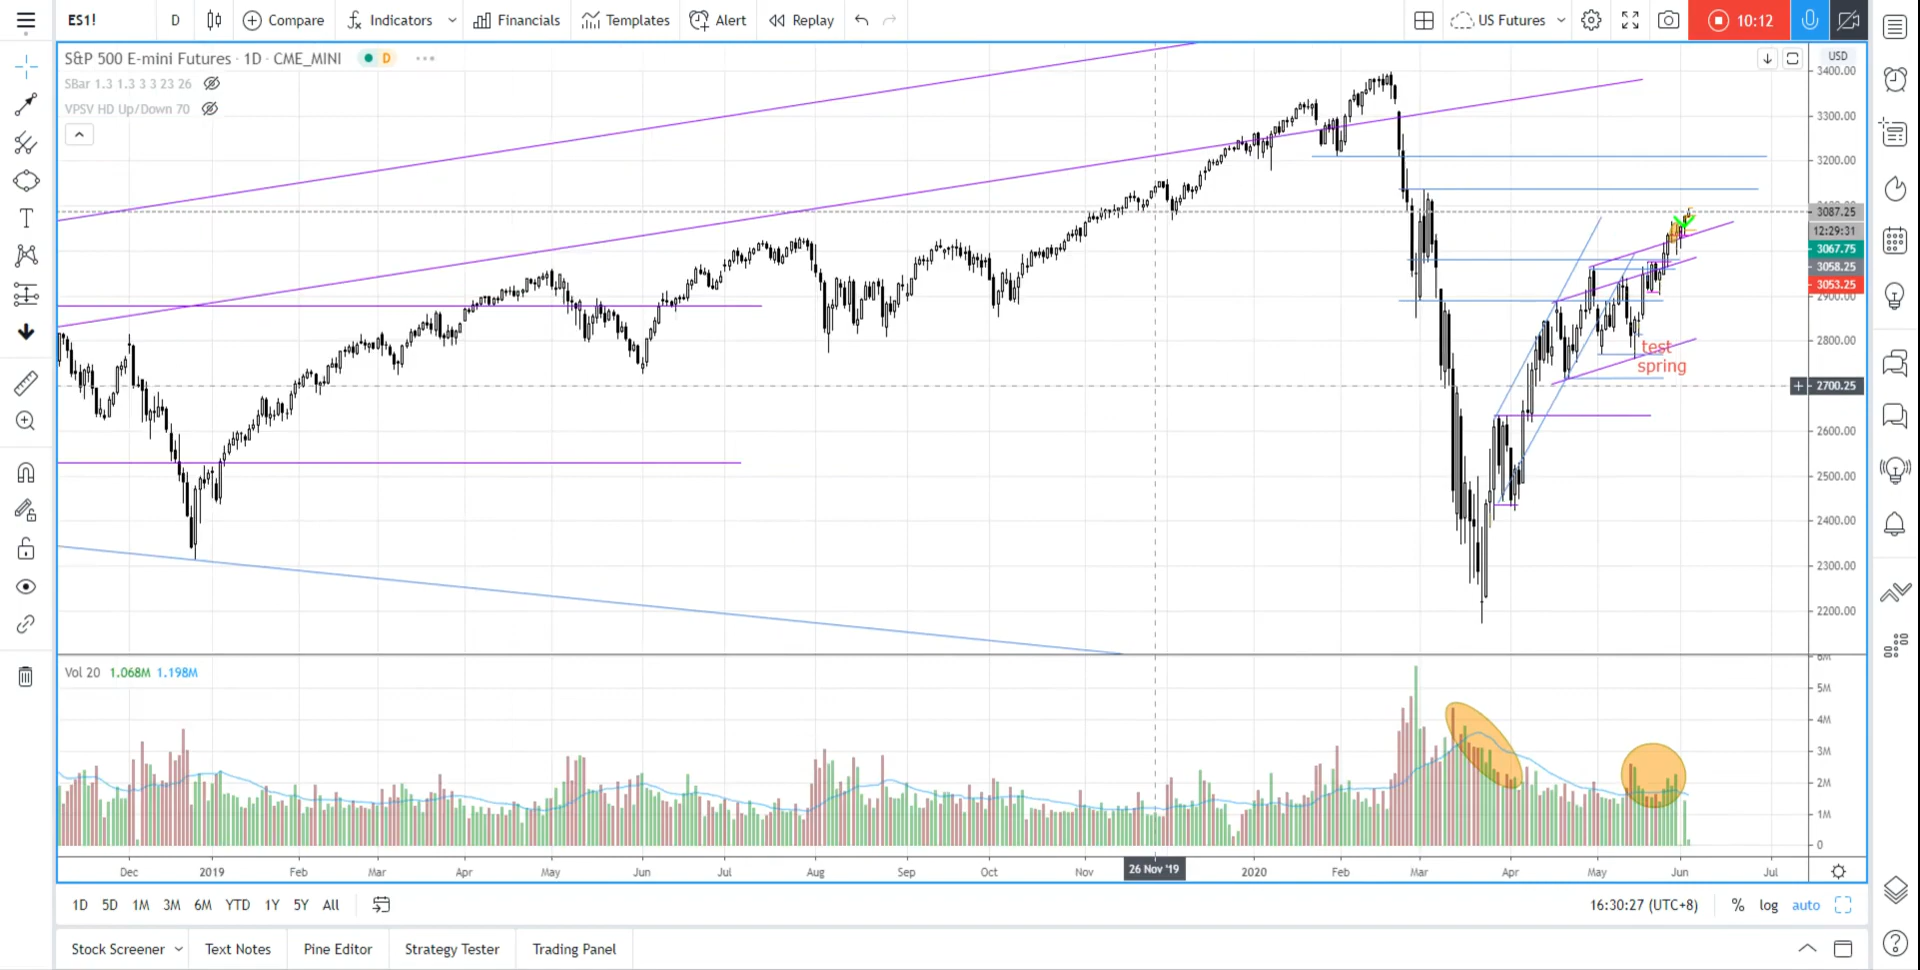 ES1! D Compare Indicators Financials Templates Alert Replay US Futures 10:12
S&P 500 E-mini Futures · 1D · CME_MINI D
SBar 1.3 1.3 3 3 23 26
VPSV HD Up/Down 70
USD
3400.00
3300.00
3200.00
3087.25
12:29:31
3067.75
3058.25
3053.25
2900.00
2800.00
test
spring
2700.25
2600.00
2500.00
2400.00
2300.00
2200.00
Vol 20 1.068M 1.198M
5M
4M
3M
2M
1M
0
Dec 2019 Feb Mar Apr May Jun Jul Aug Sep Oct Nov 26 Nov '19 2020 Feb Mar Apr May Jun Jul
1D 5D 1M 3M 6M YTD 1Y 5Y All 16:30:27 (UTC+8) % log auto
Stock Screener Text Notes Pine Editor Strategy Tester Trading Panel